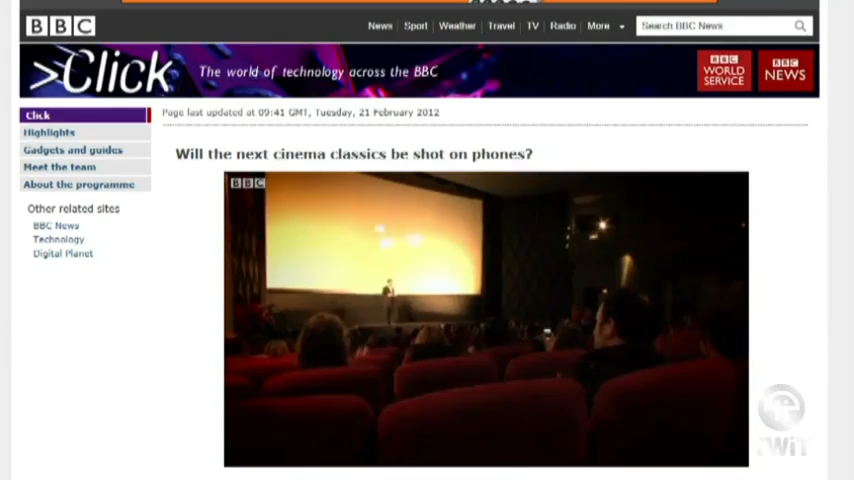 BBC
News Sport Weather Travel TV Radio More
Search BBC News
>Click
The world of technology across the BBC
BBC WORLD SERVICE
BBC NEWS
Click
Highlights
Gadgets and guides
Meet the team
About the programme
Other related sites
BBC News
Technology
Digital Planet
Page last updated at 09:41 GMT, Tuesday, 21 February 2012
Will the next cinema classics be shot on phones?
BBC
TWiT